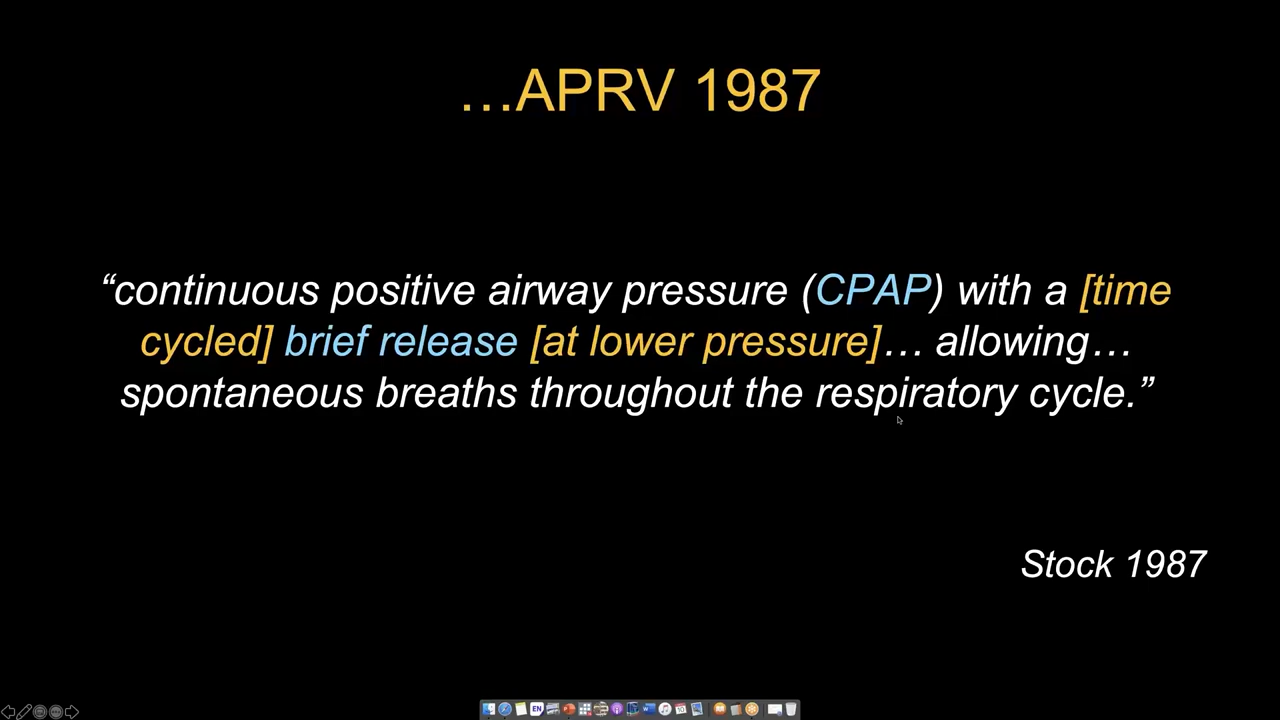 …APRV 1987
“continuous positive airway pressure (CPAP) with a [time
cycled] brief release [at lower pressure]… allowing…
spontaneous breaths throughout the respiratory cycle.”
Stock 1987
EN